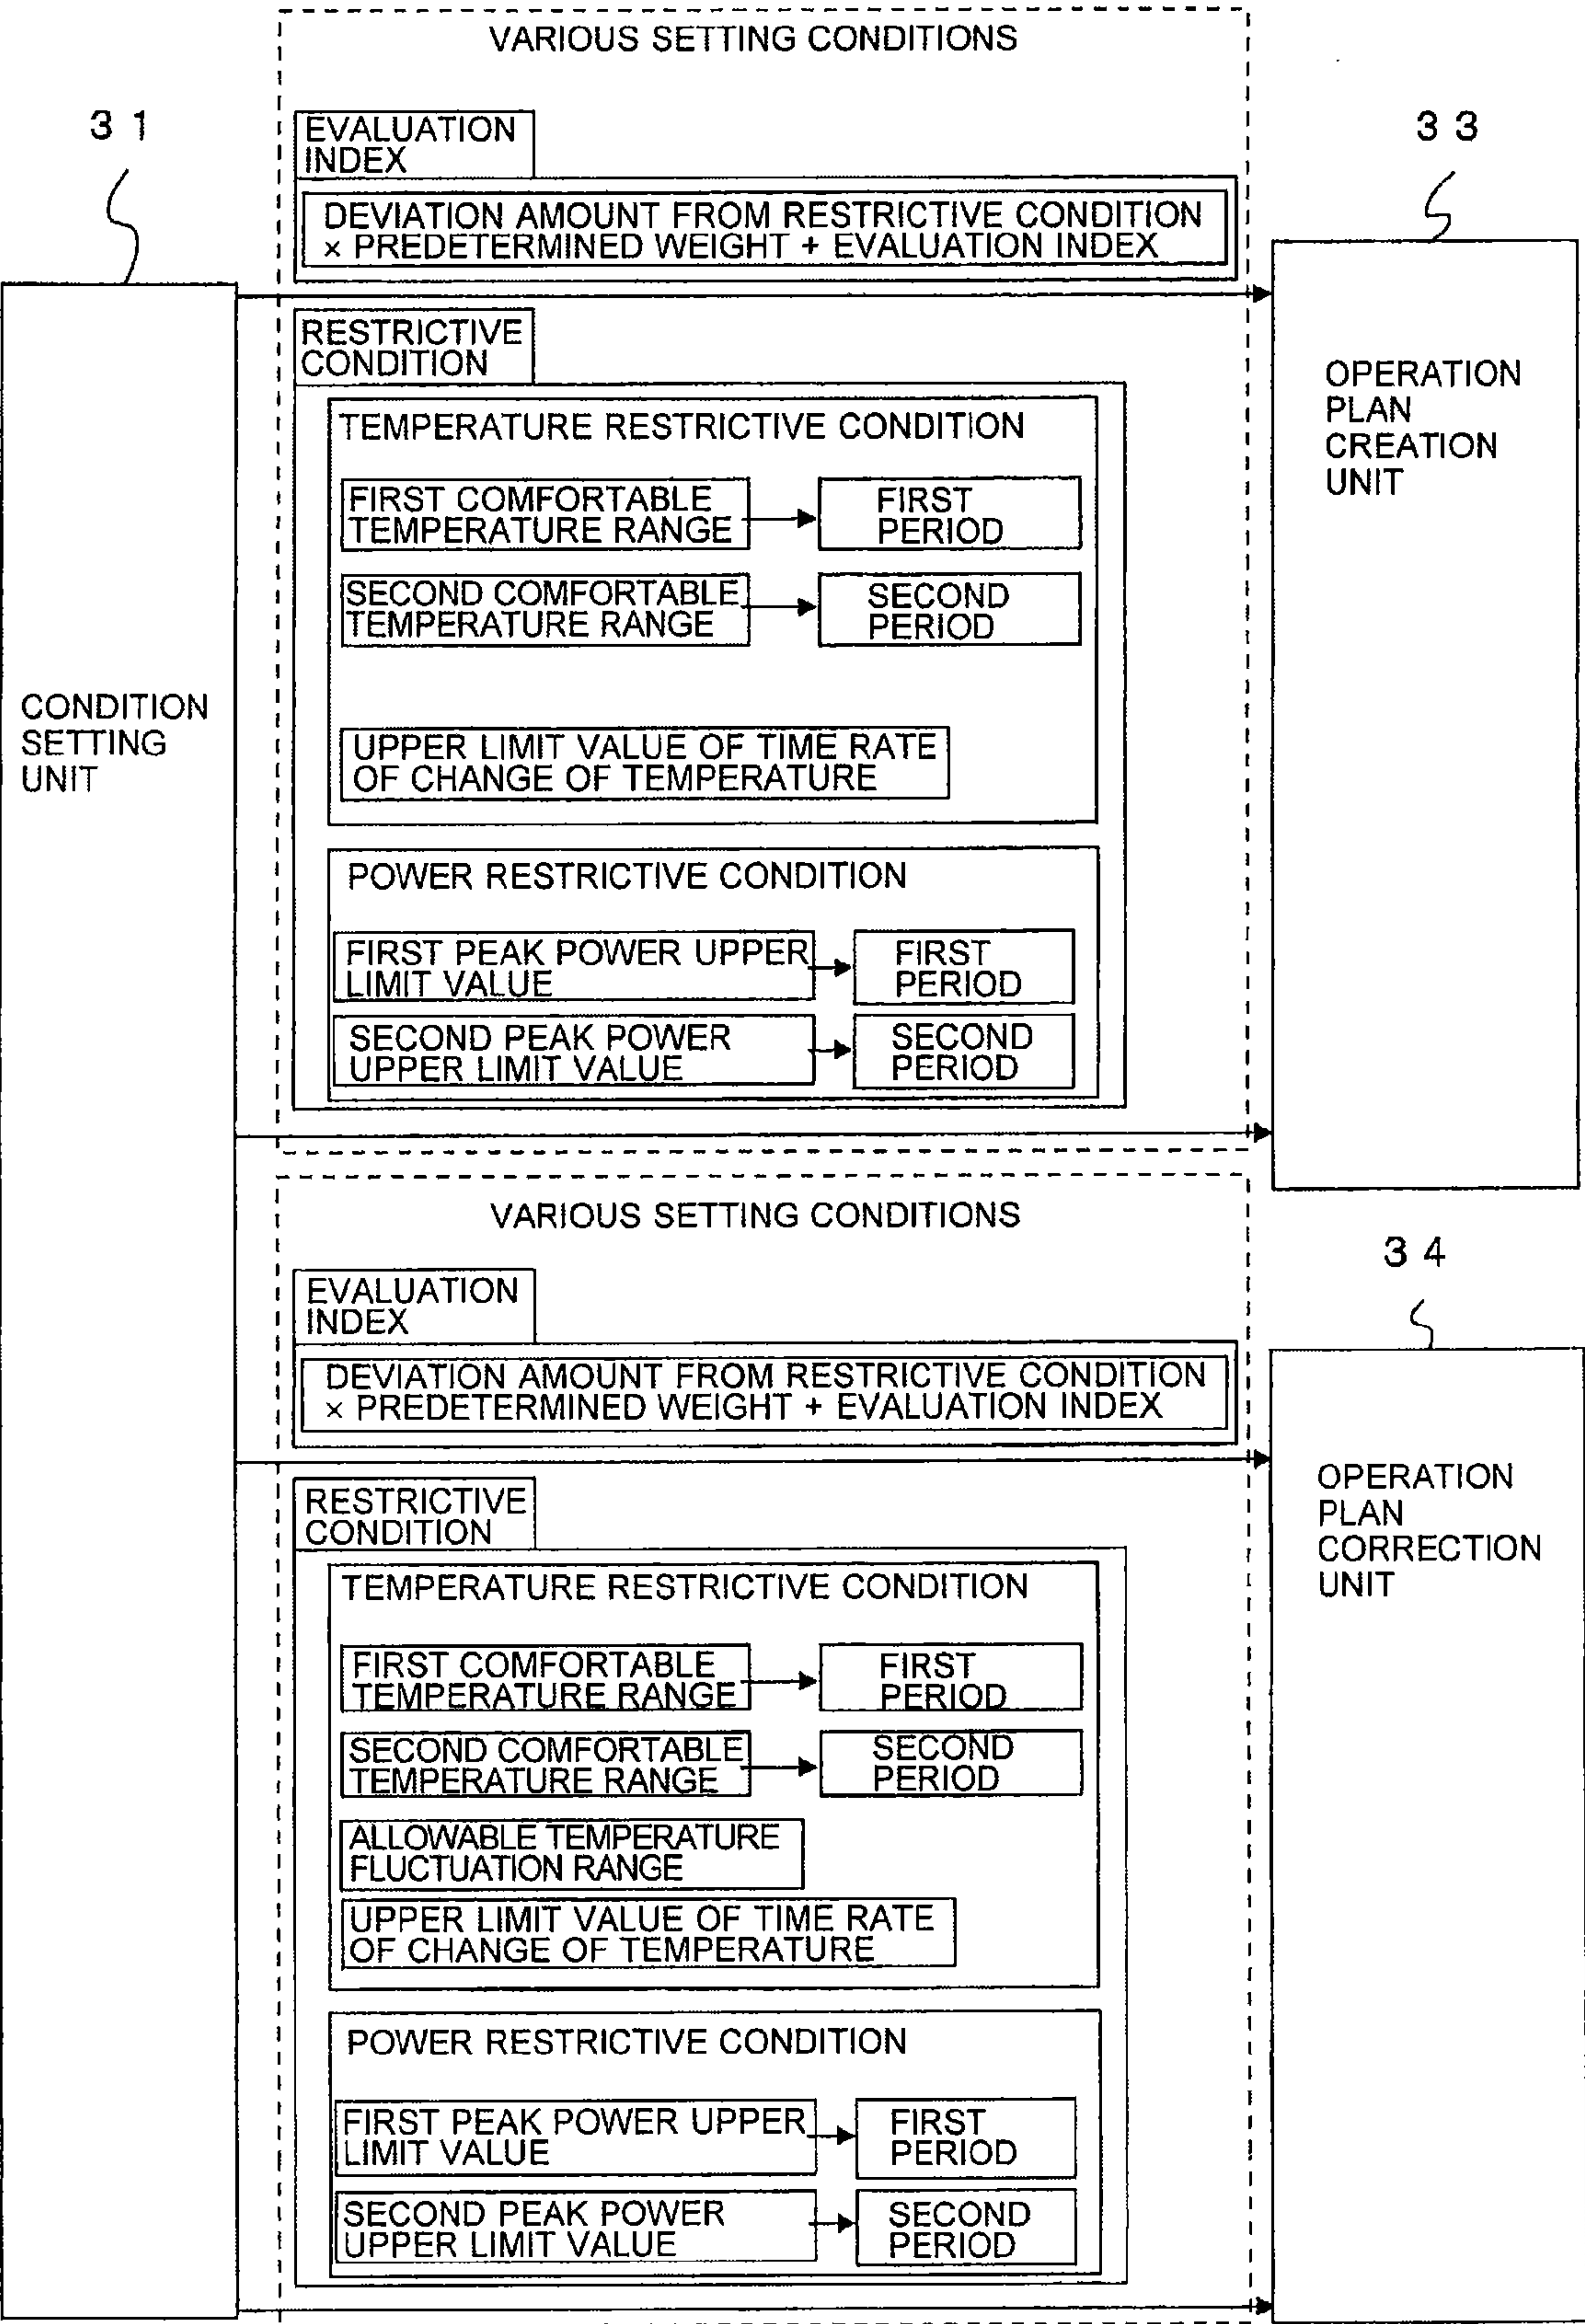 VARIOUS SETTING CONDITIONS
3 1
3 3
EVALUATION
INDEX
DEVIATION AMOUNT FROM RESTRICTIVE CONDITION
× PREDETERMINED WEIGHT + EVALUATION INDEX
RESTRICTIVE
CONDITION
TEMPERATURE RESTRICTIVE CONDITION
FIRST COMFORTABLE
TEMPERATURE RANGE
FIRST
PERIOD
SECOND COMFORTABLE
TEMPERATURE RANGE
SECOND
PERIOD
UPPER LIMIT VALUE OF TIME RATE
OF CHANGE OF TEMPERATURE
POWER RESTRICTIVE CONDITION
FIRST PEAK POWER UPPER
LIMIT VALUE
FIRST
PERIOD
SECOND PEAK POWER
UPPER LIMIT VALUE
SECOND
PERIOD
OPERATION
PLAN
CREATION
UNIT
CONDITION
SETTING
UNIT
VARIOUS SETTING CONDITIONS
3 4
EVALUATION
INDEX
DEVIATION AMOUNT FROM RESTRICTIVE CONDITION
× PREDETERMINED WEIGHT + EVALUATION INDEX
RESTRICTIVE
CONDITION
TEMPERATURE RESTRICTIVE CONDITION
FIRST COMFORTABLE
TEMPERATURE RANGE
FIRST
PERIOD
SECOND COMFORTABLE
TEMPERATURE RANGE
SECOND
PERIOD
ALLOWABLE TEMPERATURE
FLUCTUATION RANGE
UPPER LIMIT VALUE OF TIME RATE
OF CHANGE OF TEMPERATURE
POWER RESTRICTIVE CONDITION
FIRST PEAK POWER UPPER
LIMIT VALUE
FIRST
PERIOD
SECOND PEAK POWER
UPPER LIMIT VALUE
SECOND
PERIOD
OPERATION
PLAN
CORRECTION
UNIT